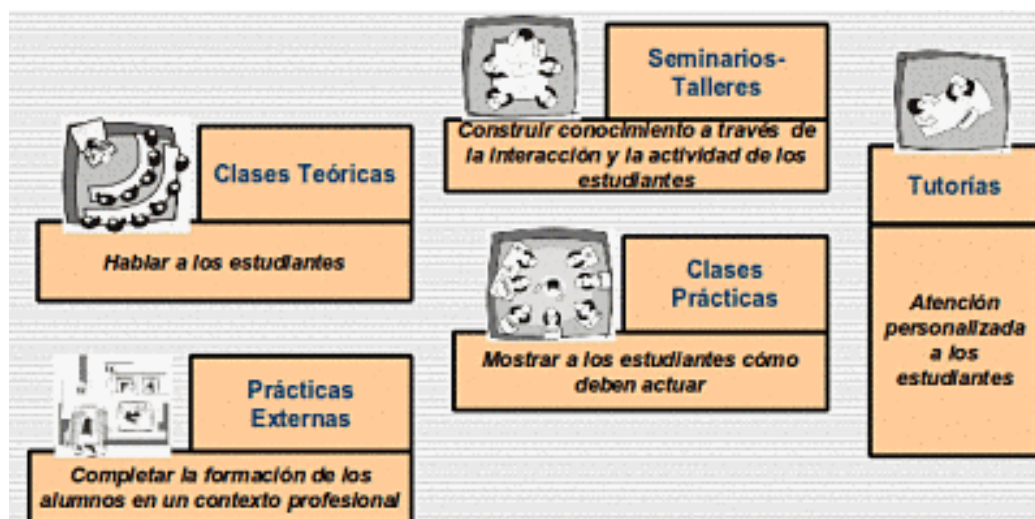 Seminarios-
Talleres
Construir conocimiento a través de
la interacción y la actividad de los
estudiantes
Clases Teóricas
Hablar a los estudiantes
Tutorías
Atención
personalizada
a los
estudiantes
Clases
Prácticas
Mostrar a los estudiantes cómo
deben actuar
Prácticas
Externas
Completar la formación de los
alumnos en un contexto profesional